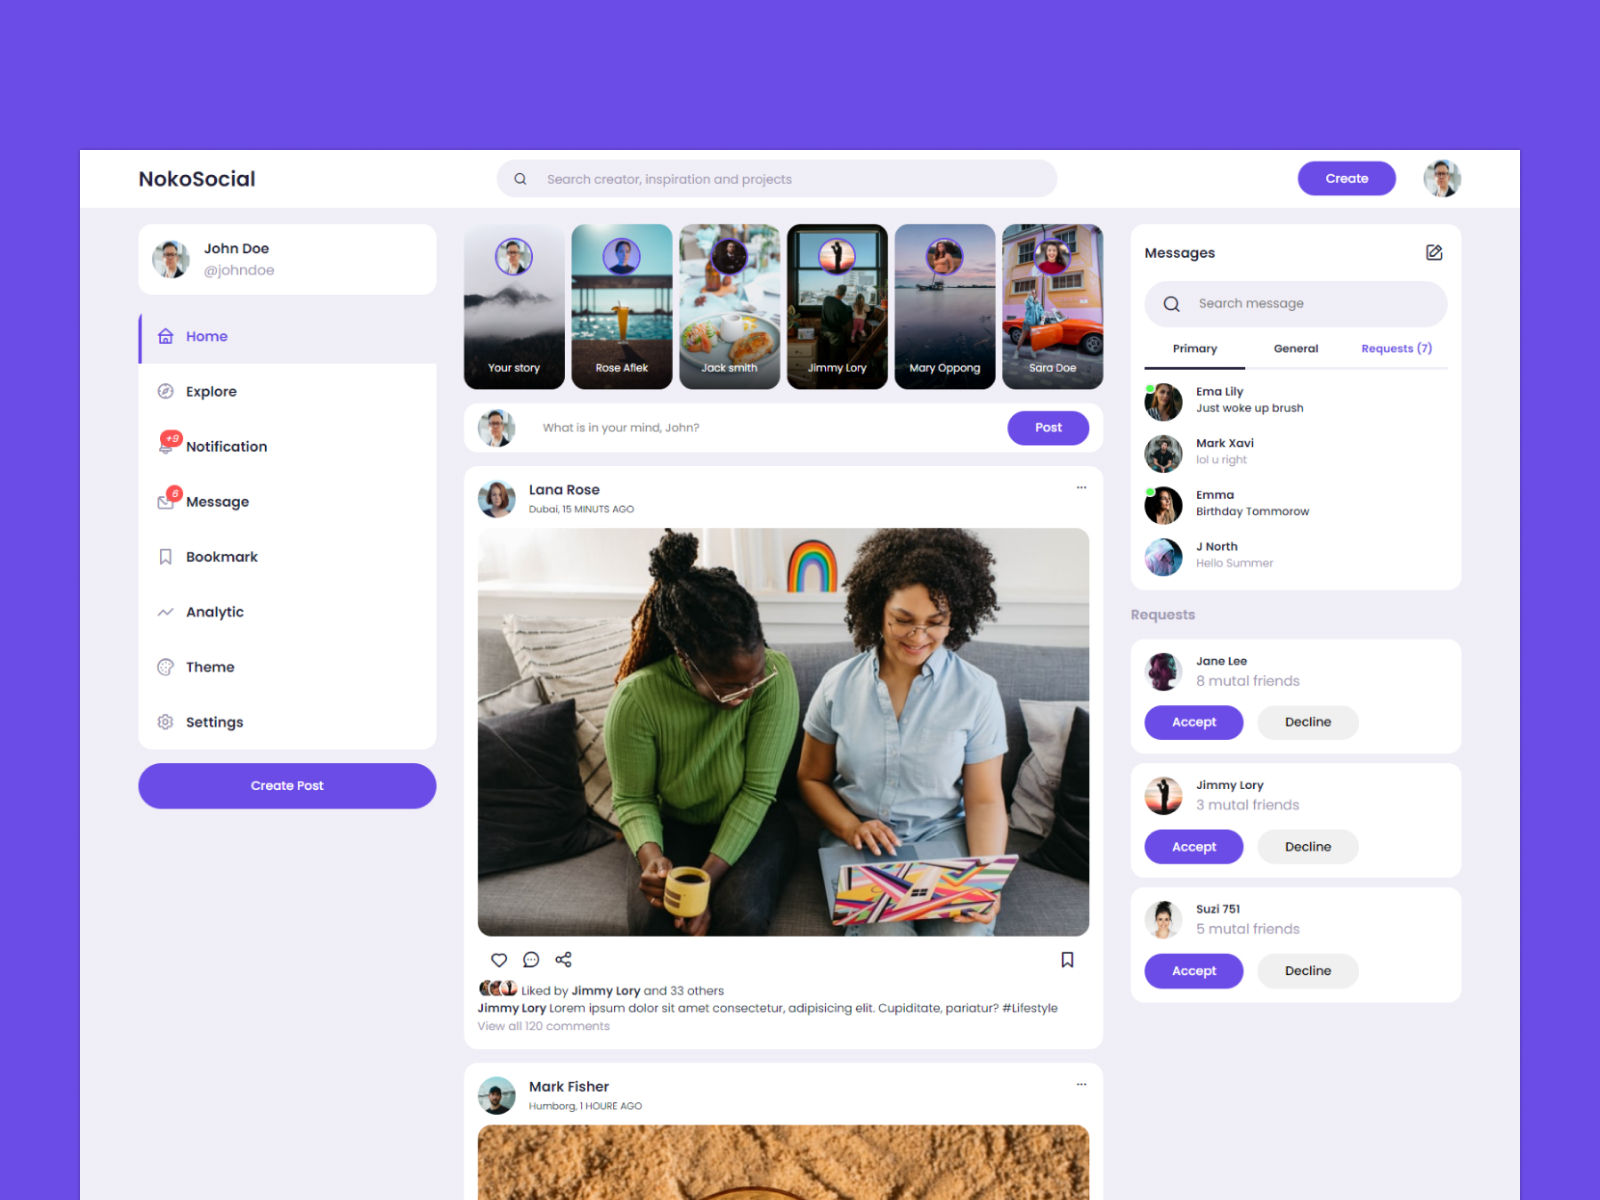 NokoSocial
Search creator, inspiration and projects
Create
John Doe
@johndoe
Home
Explore
+9
Notification
6
Message
Bookmark
Analytic
Theme
Settings
Create Post
Your story
Rose Aflek
Jack smith
Jimmy Lory
Mary Oppong
Sara Doe
What is in your mind, John?
Post
Lana Rose
Dubai, 15 MINUTS AGO
Liked by Jimmy Lory and 33 others
Jimmy Lory Lorem ipsum dolor sit amet consectetur, adipisicing elit. Cupiditate, pariatur? #Lifestyle
View all 120 comments
Mark Fisher
Humborg, 1 HOURE AGO
Messages
Search message
Primary General Requests (7)
Ema Lily
Just woke up brush
Mark Xavi
lol u right
Emma
Birthday Tommorow
J North
Hello Summer
Requests
Jane Lee
8 mutal friends
Accept Decline
Jimmy Lory
3 mutal friends
Accept Decline
Suzi 751
5 mutal friends
Accept Decline